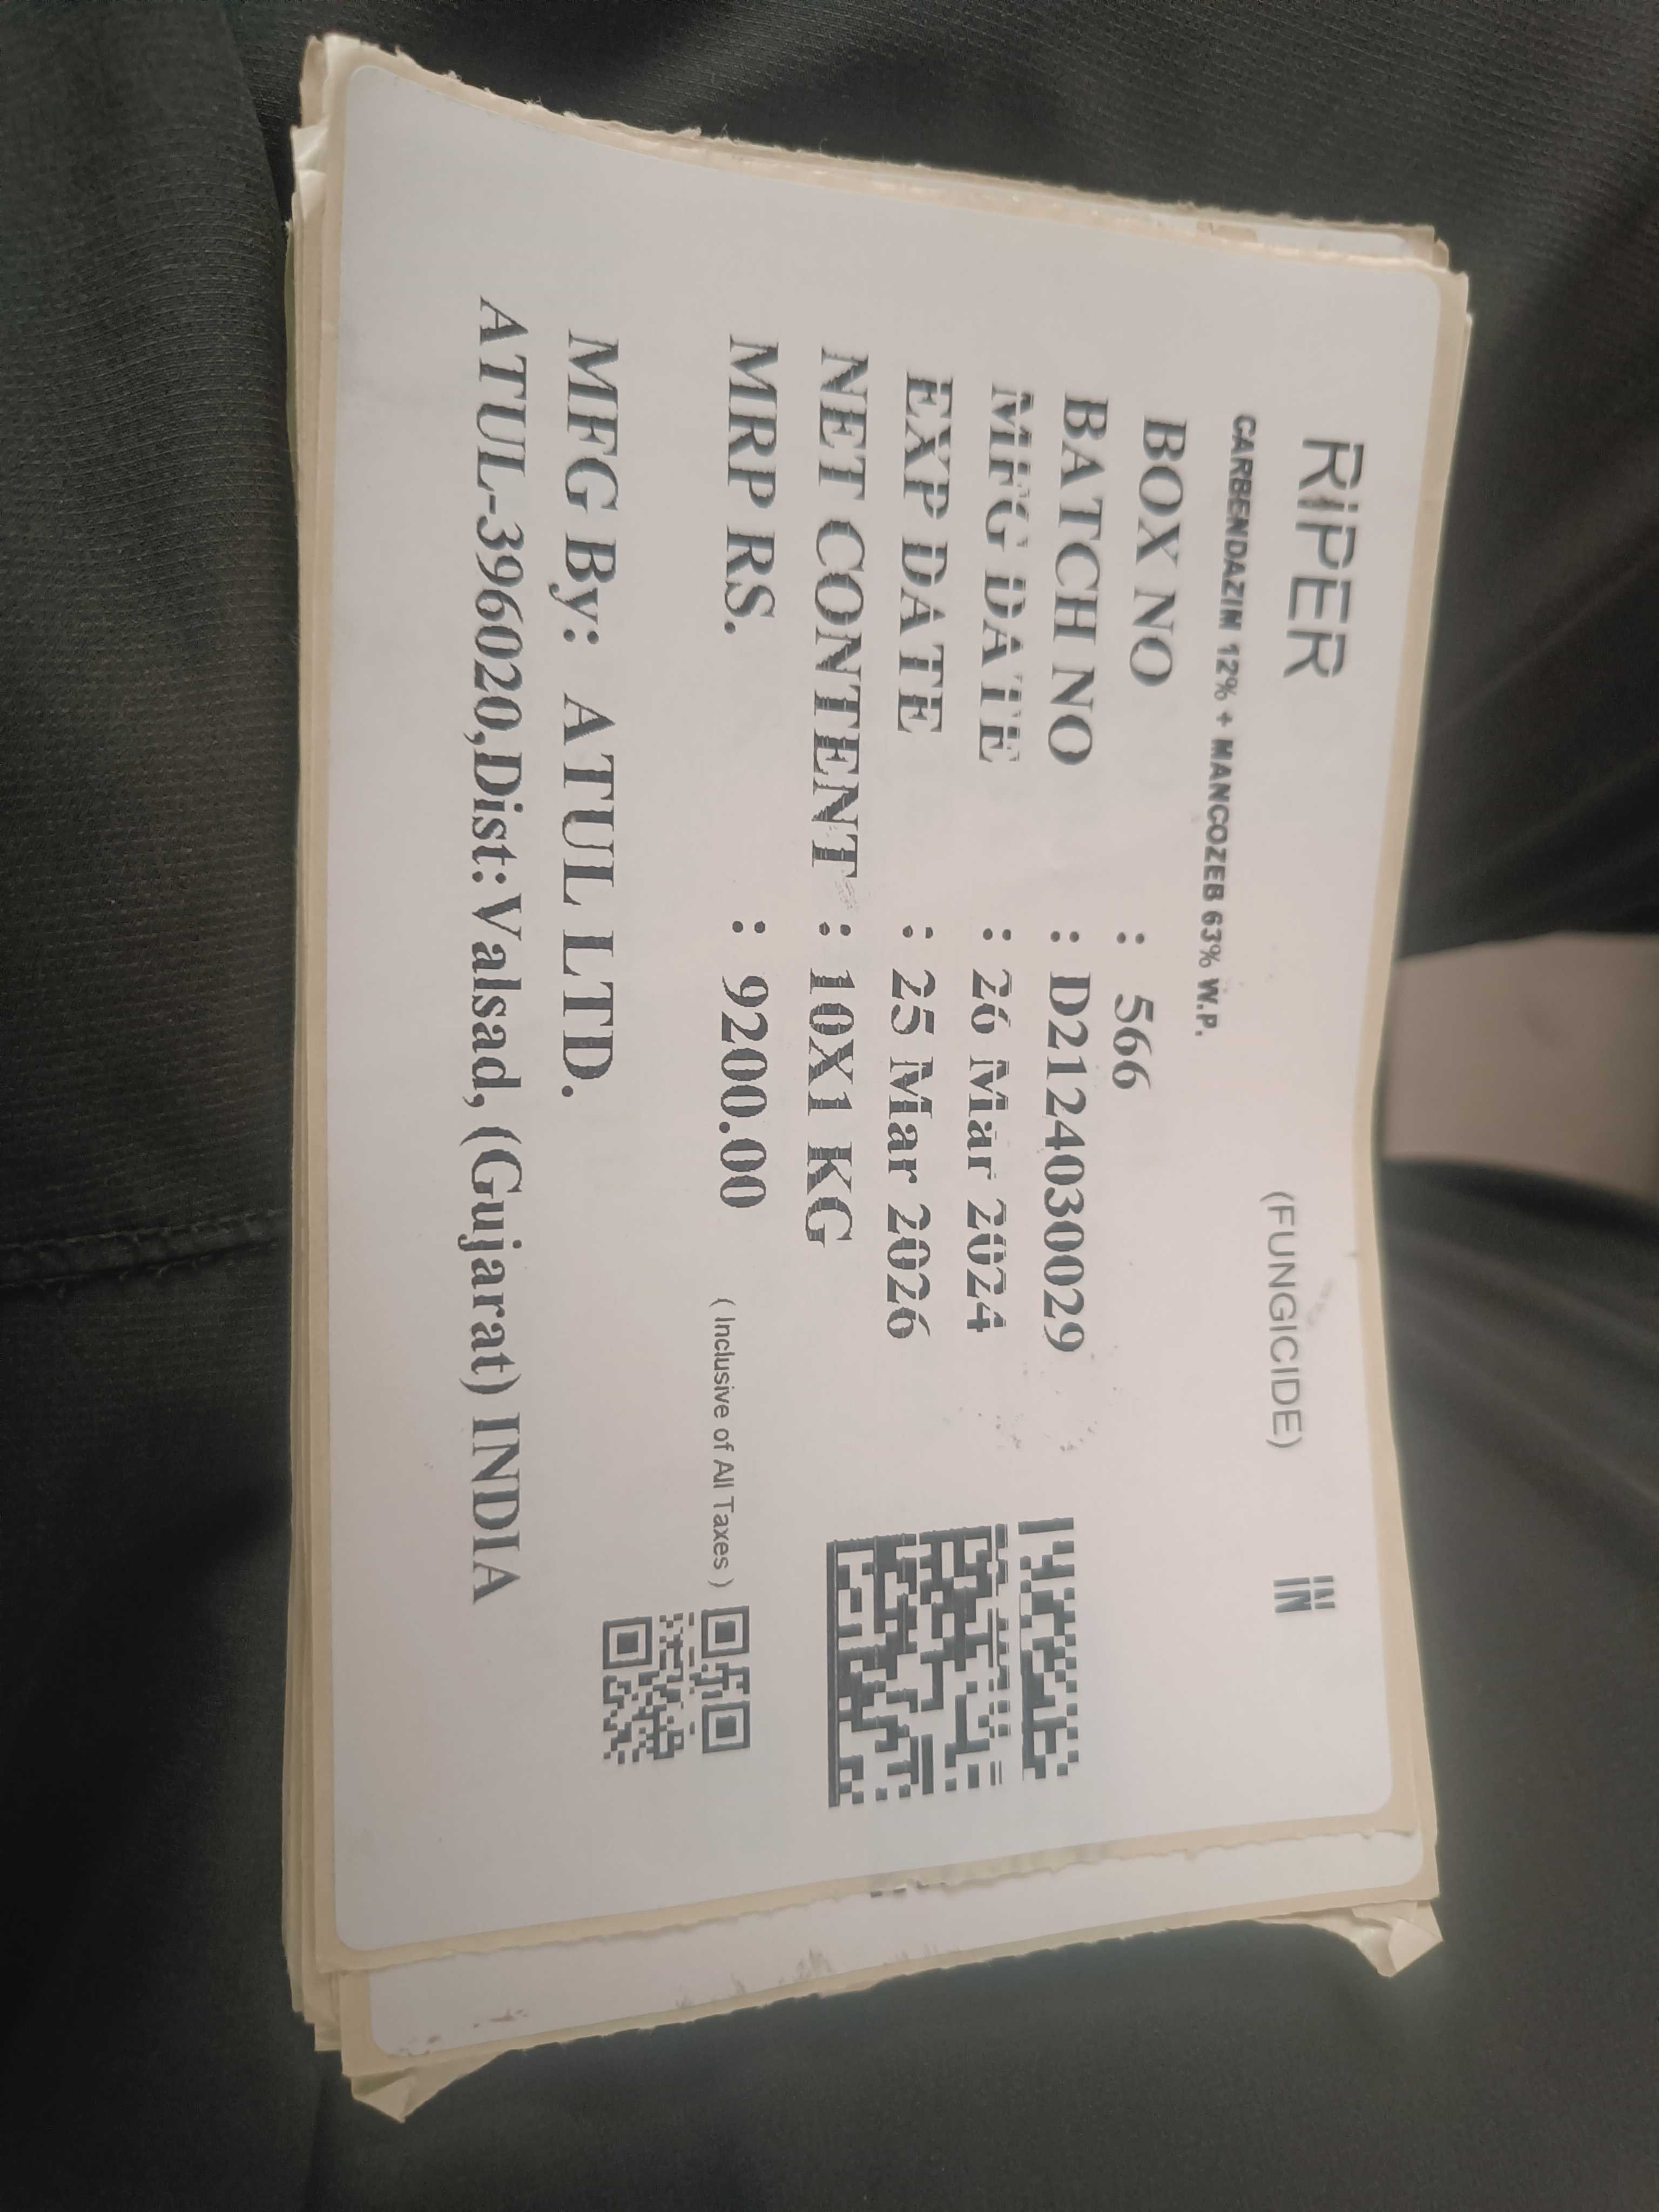 RIPER (FUNGICIDE) IN
CARBENDAZIM 12% + MANCOZEB 63% W.P.
BOX NO : 566
BATCH NO : D2124030029
MFG DATE : 26 Mar 2024
EXP DATE : 25 Mar 2026
NET CONTENT : 10X1 KG
MRP RS. : 9200.00 ( Inclusive of All Taxes )
MFG By: ATUL LTD.
ATUL-396020,Dist:Valsad, (Gujarat) INDIA